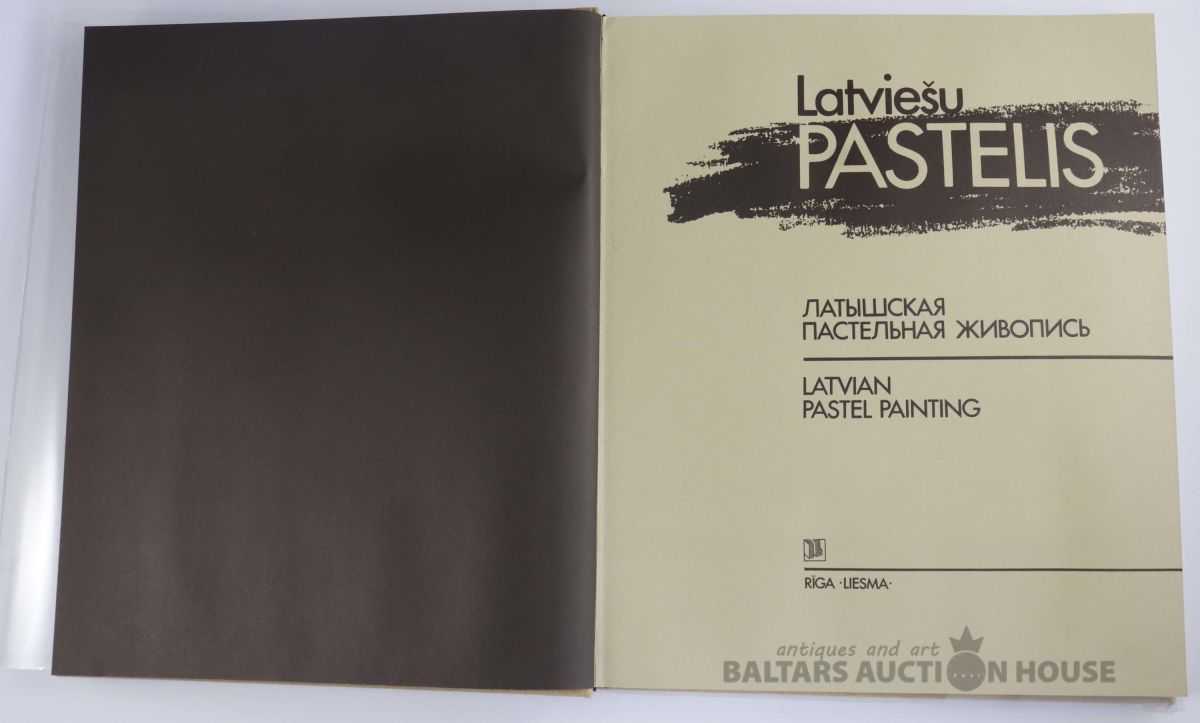 Latviešu
PASTELIS
ЛАТЫШСКАЯ
ПАСТЕЛЬНАЯ ЖИВОПИСЬ
LATVIAN
PASTEL PAINTING
RĪGA ·LIESMA·
antiques and art
BALTARS AUCTION HOUSE